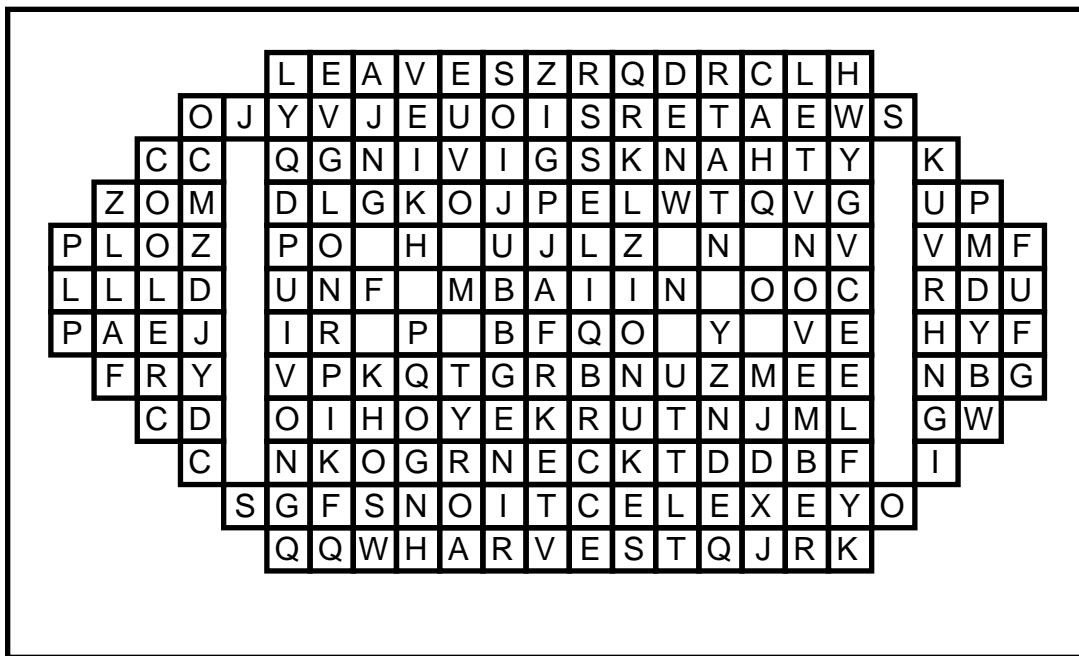 L E A V E S Z R Q D R C L H
O J Y V J E U O I S R E T A E W S
C C Q G N I V I G S K N A H T Y K
Z O M D L G K O J P E L W T Q V G U P
P L O Z P O H U J L Z N N V V M F
L L L D U N F M B A I I N O O C R D U
P A E J I R P B F Q O Y V E H Y F
F R Y V P K Q T G R B N U Z M E E N B G
C D O I H O Y E K R U T N J M L G W
C N K O G R N E C K T D D B F I
S G F S N O I T C E L E X E Y O
Q Q W H A R V E S T Q J R K